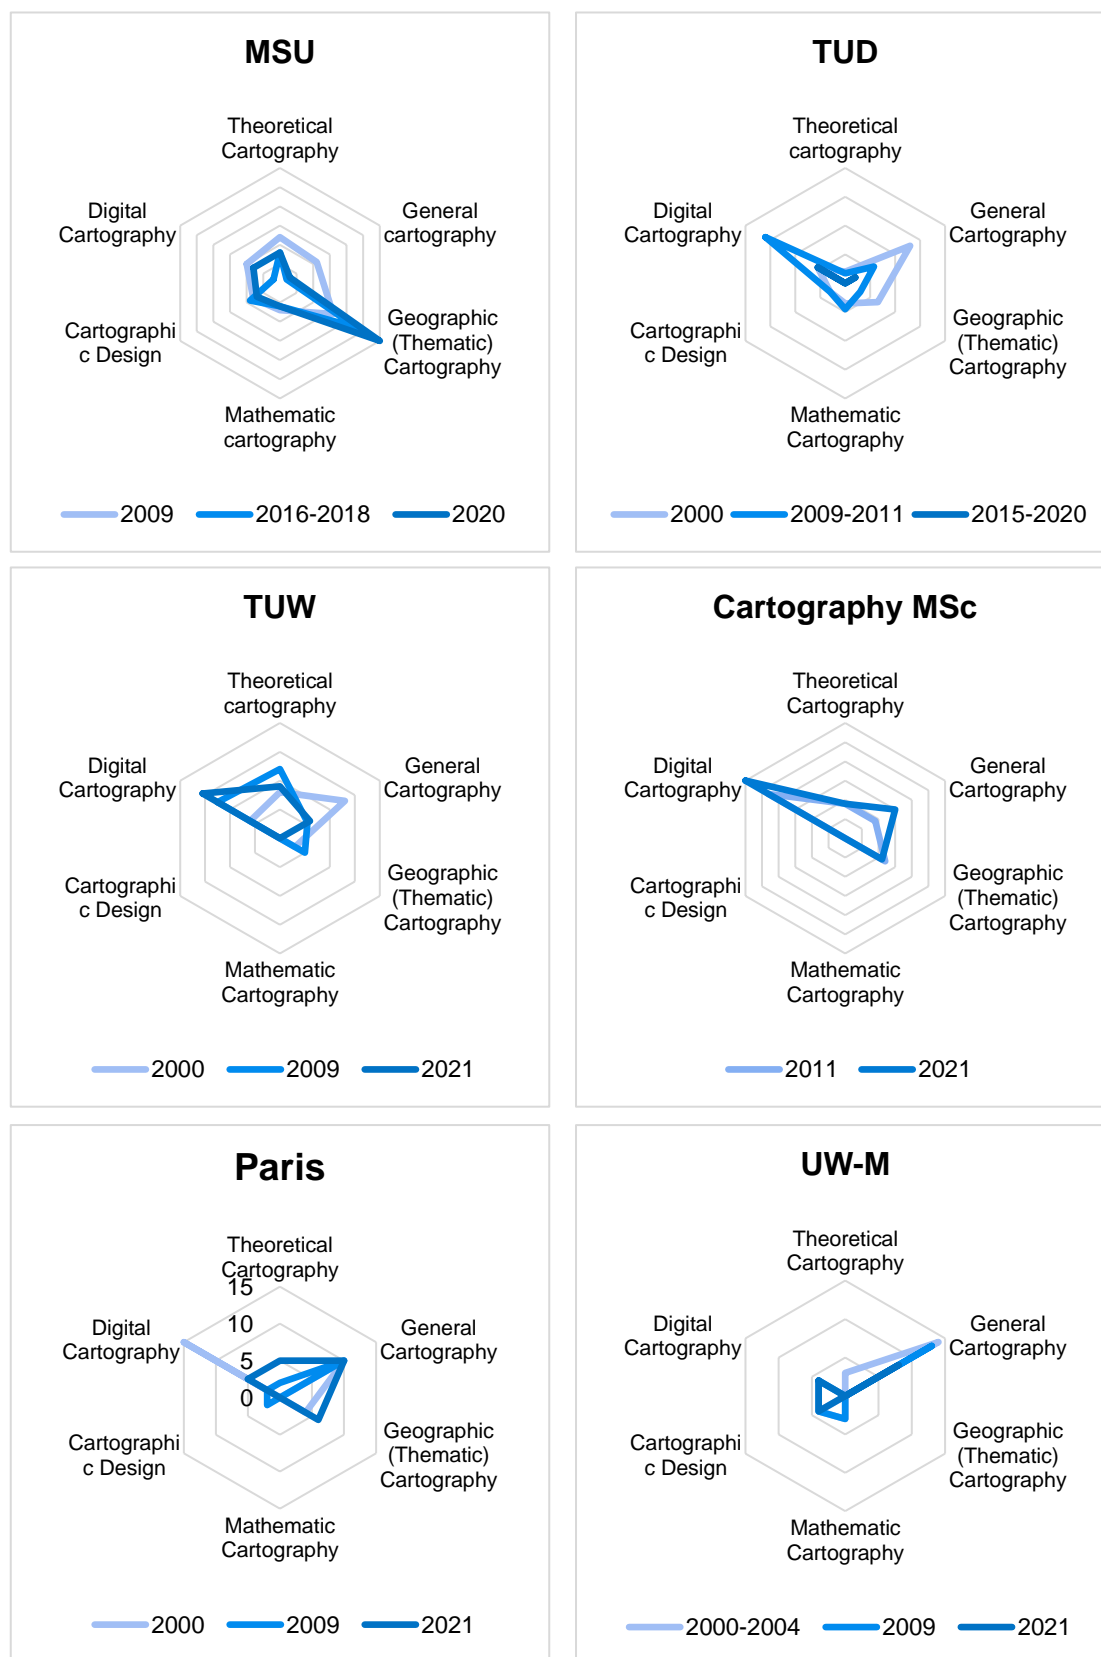 MSU
Theoretical
Cartography
Digital
Cartography
General
cartography
Cartographi
c Design
Geographic
(Thematic)
Cartography
Mathematic
cartography
2009 2016-2018 2020
TUD
Theoretical
cartography
Digital
Cartography
General
Cartography
Cartographi
c Design
Geographic
(Thematic)
Cartography
Mathematic
Cartography
2000 2009-2011 2015-2020
TUW
Theoretical
cartography
Digital
Cartography
General
Cartography
Cartographi
c Design
Geographic
(Thematic)
Cartography
Mathematic
Cartography
2000 2009 2021
Cartography MSc
Theoretical
Cartography
Digital
Cartography
General
Cartography
Cartographi
c Design
Geographic
(Thematic)
Cartography
Mathematic
Cartography
2011 2021
Paris
Theoretical
Cartography
15
10
5
0
Digital
Cartography
General
Cartography
Cartographi
c Design
Geographic
(Thematic)
Cartography
Mathematic
Cartography
2000 2009 2021
UW-M
Theoretical
Cartography
Digital
Cartography
General
Cartography
Cartographi
c Design
Geographic
(Thematic)
Cartography
Mathematic
Cartography
2000-2004 2009 2021